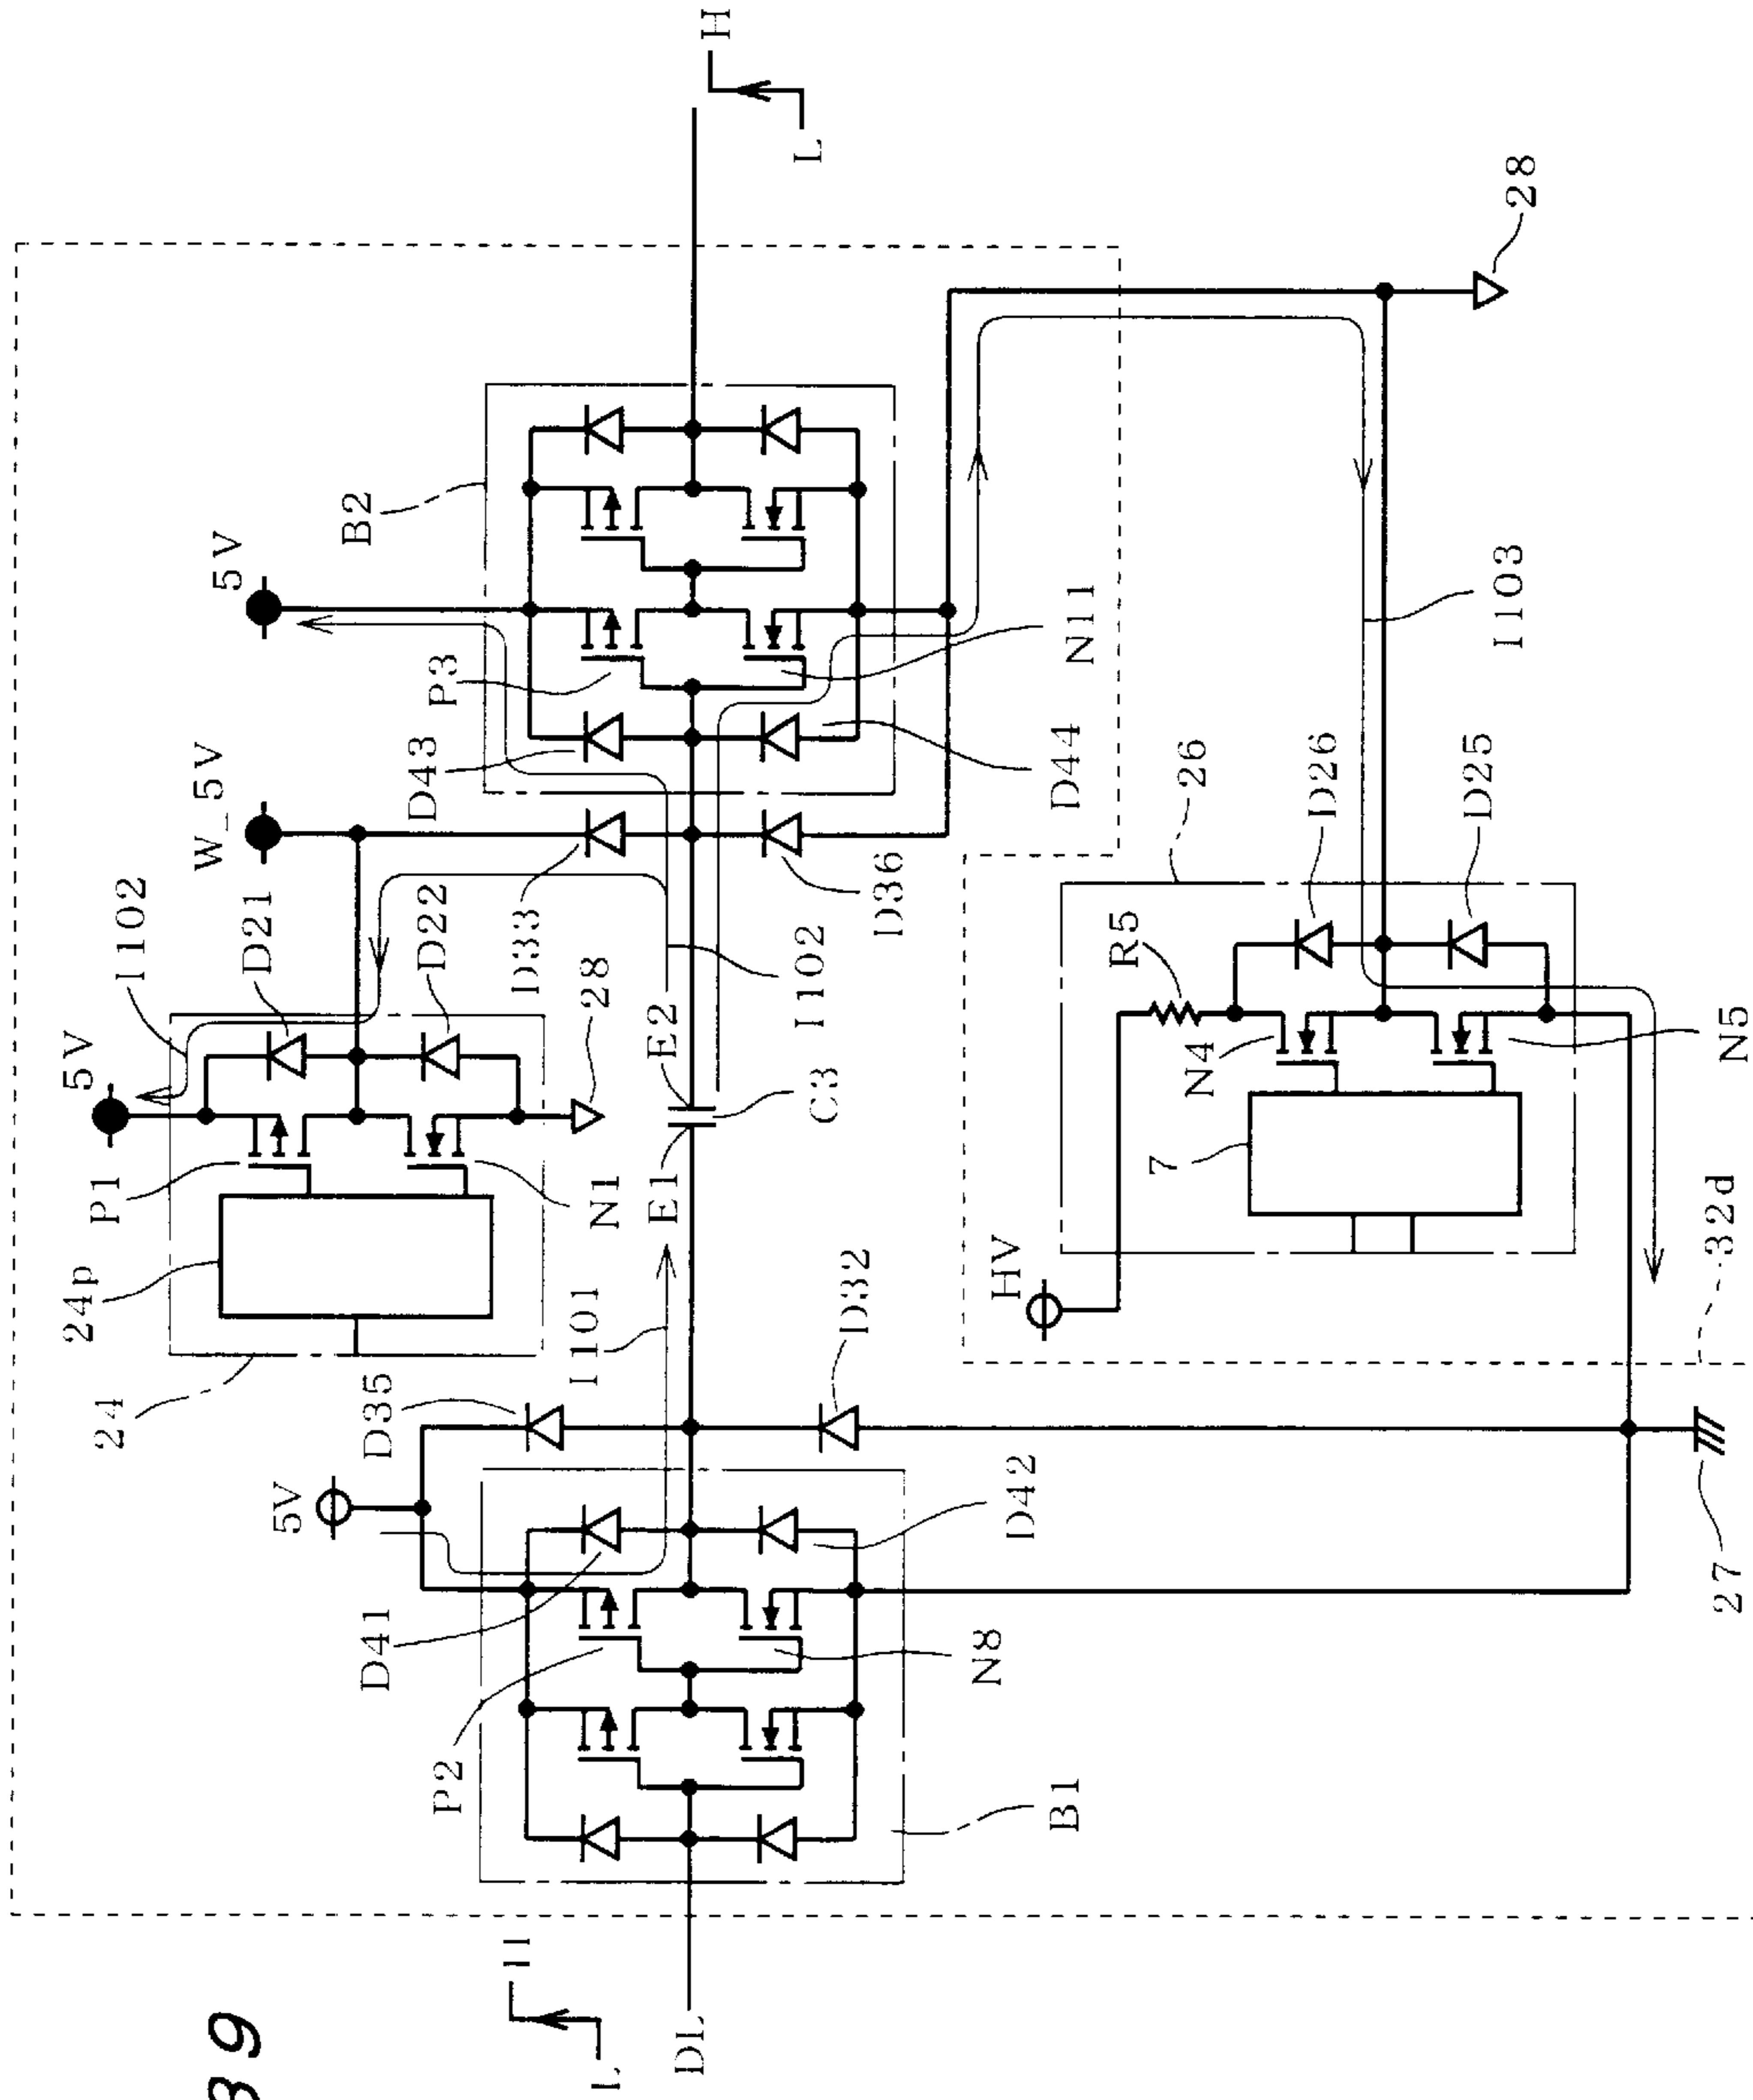 89
H
L
B2
5V
P3
N11
D43
D44
W_5V
28
I103
26
D26
D25
R5
N4
N5
7
HV
32d
I102
D21
D22
D33
D36
I102
28
5V
P1
N1
24p
24
E1
E2
C3
I101
D35
D32
5V
D41
D42
P2
N8
B1
27
H
L
DL